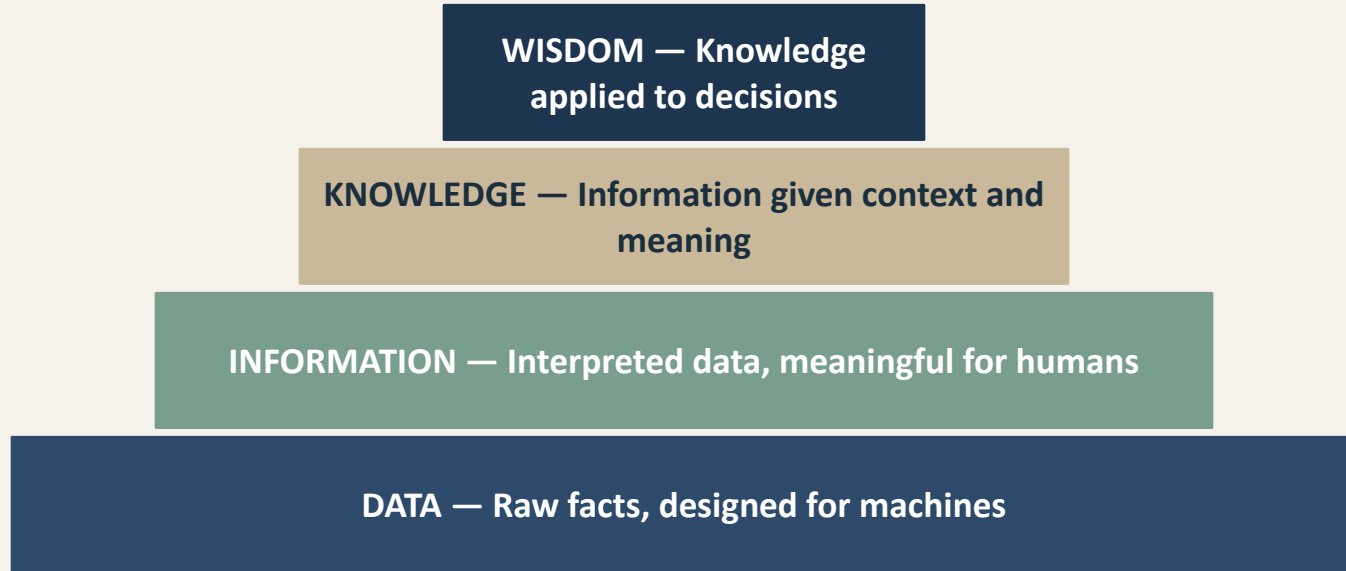 WISDOM — Knowledge
applied to decisions
KNOWLEDGE — Information given context and
meaning
INFORMATION — Interpreted data, meaningful for humans
DATA — Raw facts, designed for machines